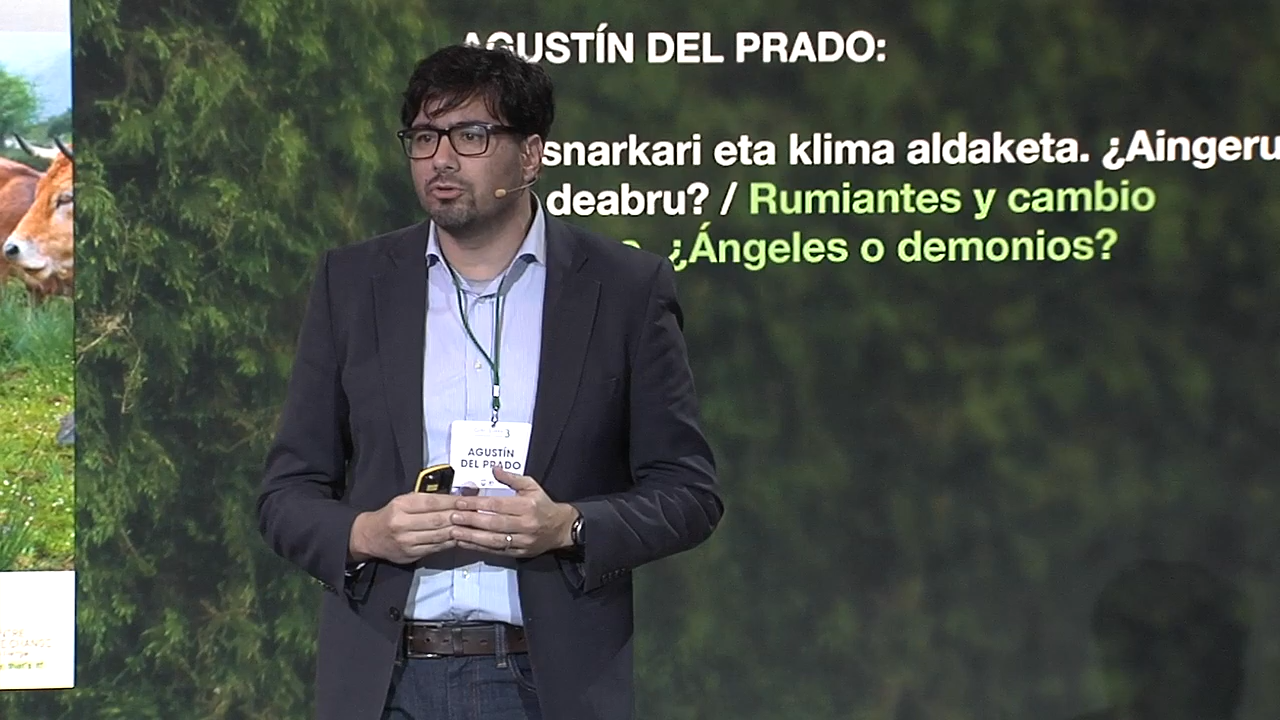 AGUSTÍN DEL PRADO:
snarkari eta klima aldaketa. ¿Aingeru
deabru? / Rumiantes y cambio
¿Ángeles o demonios?
AGUSTÍN
DEL PRADO